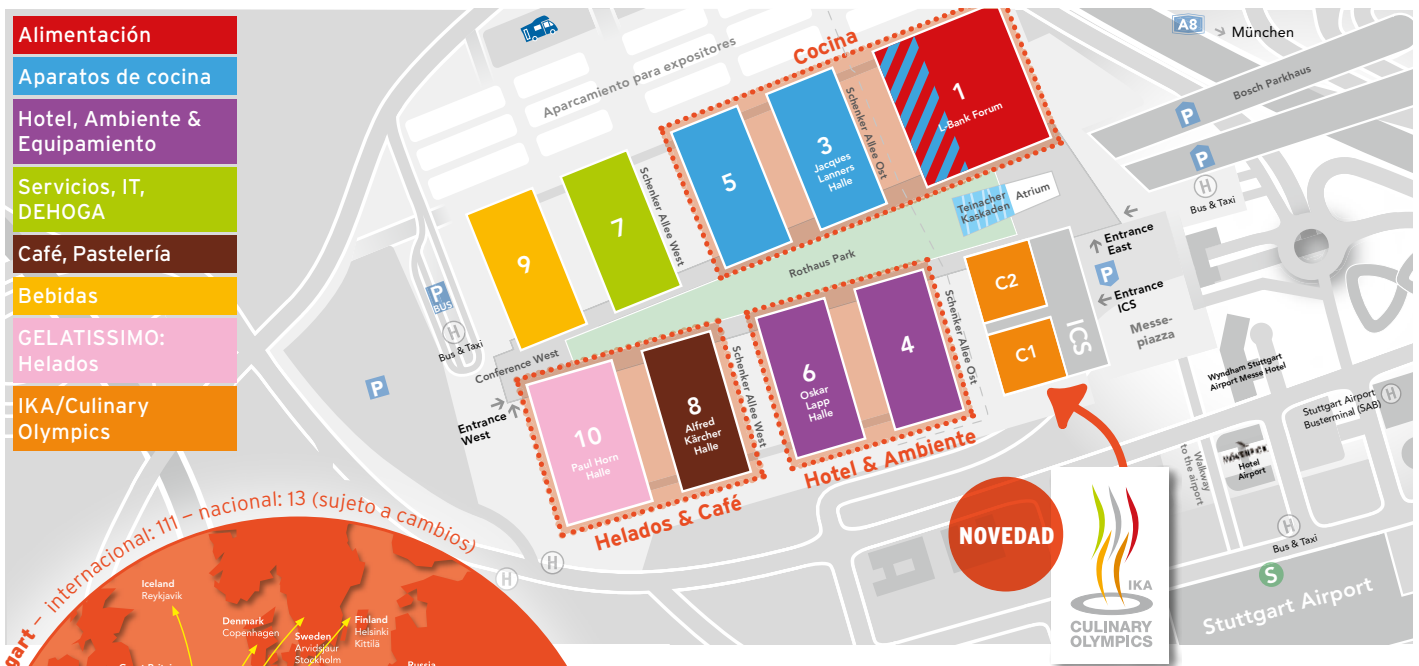 Alimentación
Aparatos de cocina
Hotel, Ambiente &
Equipamiento
Servicios, IT,
DEHOGA
Café, Pastelería
Bebidas
GELATISSIMO:
Helados
IKA/Culinary
Olympics
Aparcamiento para expositores
Cocina
A8
München
Bosch Parkhaus
P
P
H
Bus & Taxi
1
L-Bank Forum
3
Jacques
Lanners
Halle
5
7
9
Schenker Allee West
Schenker Allee Ost
Teinacher
Kaskaden
Atrium
Rothaus Park
Entrance
East
P
Entrance
ICS
Messe-
piazza
C2
C1
ICS
P
BUS
H
Bus & Taxi
P
Conference West
Entrance
West
10
Paul Horn
Halle
8
Alfred
Kärcher
Halle
Schenker Allee West
6
Oskar
Lapp
Halle
4
Schenker Allee Ost
Helados & Café
Hotel & Ambiente
Wyndham Stuttgart
Airport Messe Hotel
Stuttgart Airport
Busterminal (SAB)
H
Walkway
to the airport
Hotel
Airport
H
Bus & Taxi
S
Stuttgart Airport
H
H
NOVEDAD
IKA
CULINARY
OLYMPICS
gart – internacional: 111 – nacional: 13 (sujeto a cambios)
Iceland
Reykjavik
Denmark
Copenhagen
Sweden
Arvidsjaur
Stockholm
Finland
Helsinki
Kittilä
Russia